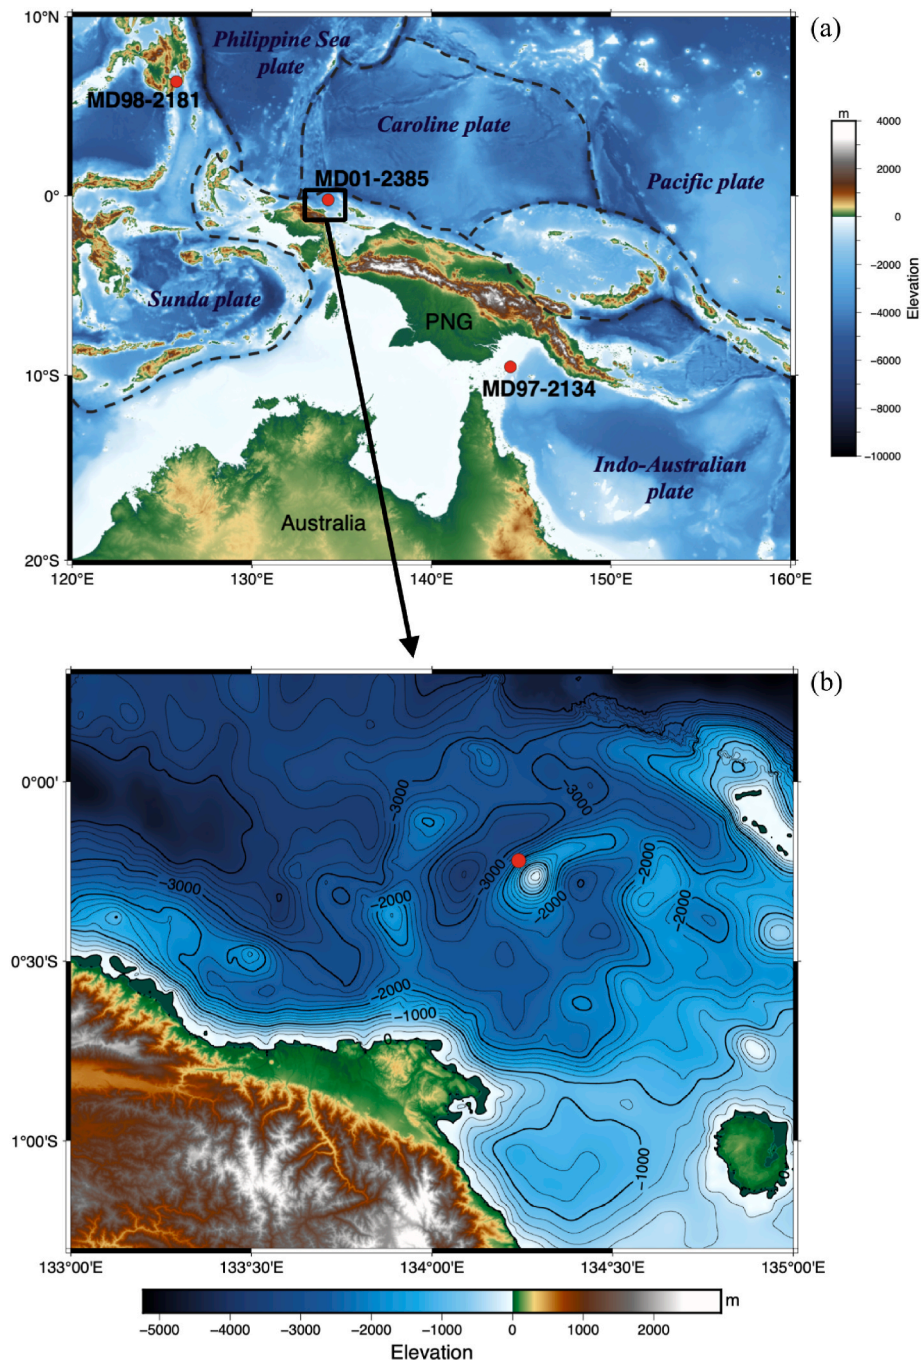 (a)
10°N
0°
10°S
20°S
120°E
130°E
140°E
150°E
160°E
Philippine Sea
plate
MD98-2181
Caroline plate
MD01-2385
Pacific plate
Sunda plate
PNG
MD97-2134
Indo-Australian
plate
Australia
m
4000
2000
0
−2000
−4000
−6000
−8000
−10000
Elevation
(b)
0°00'
0°30'S
1°00'S
133°00'E
133°30'E
134°00'E
134°30'E
135°00'E
−3000
−3000
−3000
−3000
−2000
−2000
−2000
−2000
−2000
−1000
0
−1000
0
−5000
−4000
−3000
−2000
−1000
0
1000
2000
m
Elevation